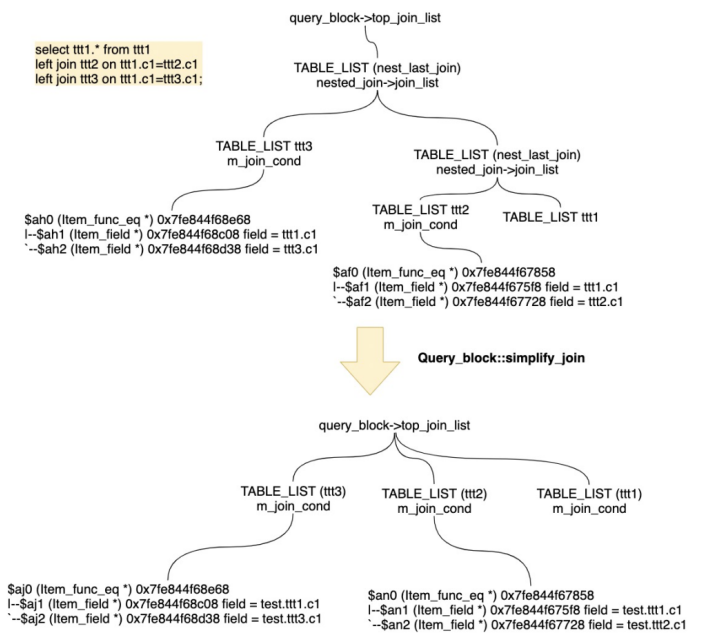 query_block->top_join_list
select ttt1.* from ttt1
left join ttt2 on ttt1.c1=ttt2.c1
left join ttt3 on ttt1.c1=ttt3.c1;
TABLE_LIST (nest_last_join)
nested_join->join_list
TABLE_LIST ttt3
m_join_cond
TABLE_LIST (nest_last_join)
nested_join->join_list
$ah0 (Item_func_eq *) 0x7fe844f68e68
|--$ah1 (Item_field *) 0x7fe844f68c08 field = ttt1.c1
`--$ah2 (Item_field *) 0x7fe844f68d38 field = ttt3.c1
TABLE_LIST ttt2
m_join_cond
TABLE_LIST ttt1
$af0 (Item_func_eq *) 0x7fe844f67858
|--$af1 (Item_field *) 0x7fe844f675f8 field = ttt1.c1
`--$af2 (Item_field *) 0x7fe844f67728 field = ttt2.c1
Query_block::simplify_join
query_block->top_join_list
TABLE_LIST (ttt3)
m_join_cond
TABLE_LIST (ttt2)
m_join_cond
TABLE_LIST (ttt1)
m_join_cond
$aj0 (Item_func_eq *) 0x7fe844f68e68
|--$aj1 (Item_field *) 0x7fe844f68c08 field = test.ttt1.c1
`--$aj2 (Item_field *) 0x7fe844f68d38 field = test.ttt3.c1
$an0 (Item_func_eq *) 0x7fe844f67858
|--$an1 (Item_field *) 0x7fe844f675f8 field = test.ttt1.c1
`--$an2 (Item_field *) 0x7fe844f67728 field = test.ttt2.c1